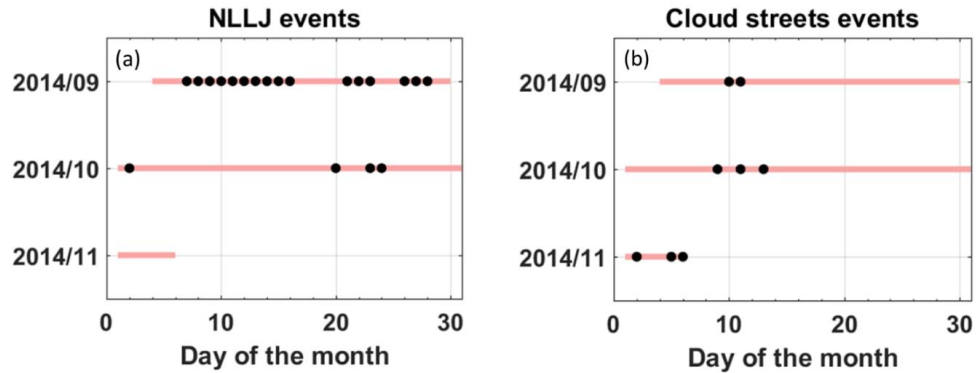 NLLJ events
(a)
2014/09
2014/10
2014/11
0 10 20 30
Day of the month
Cloud streets events
(b)
2014/09
2014/10
2014/11
0 10 20 30
Day of the month